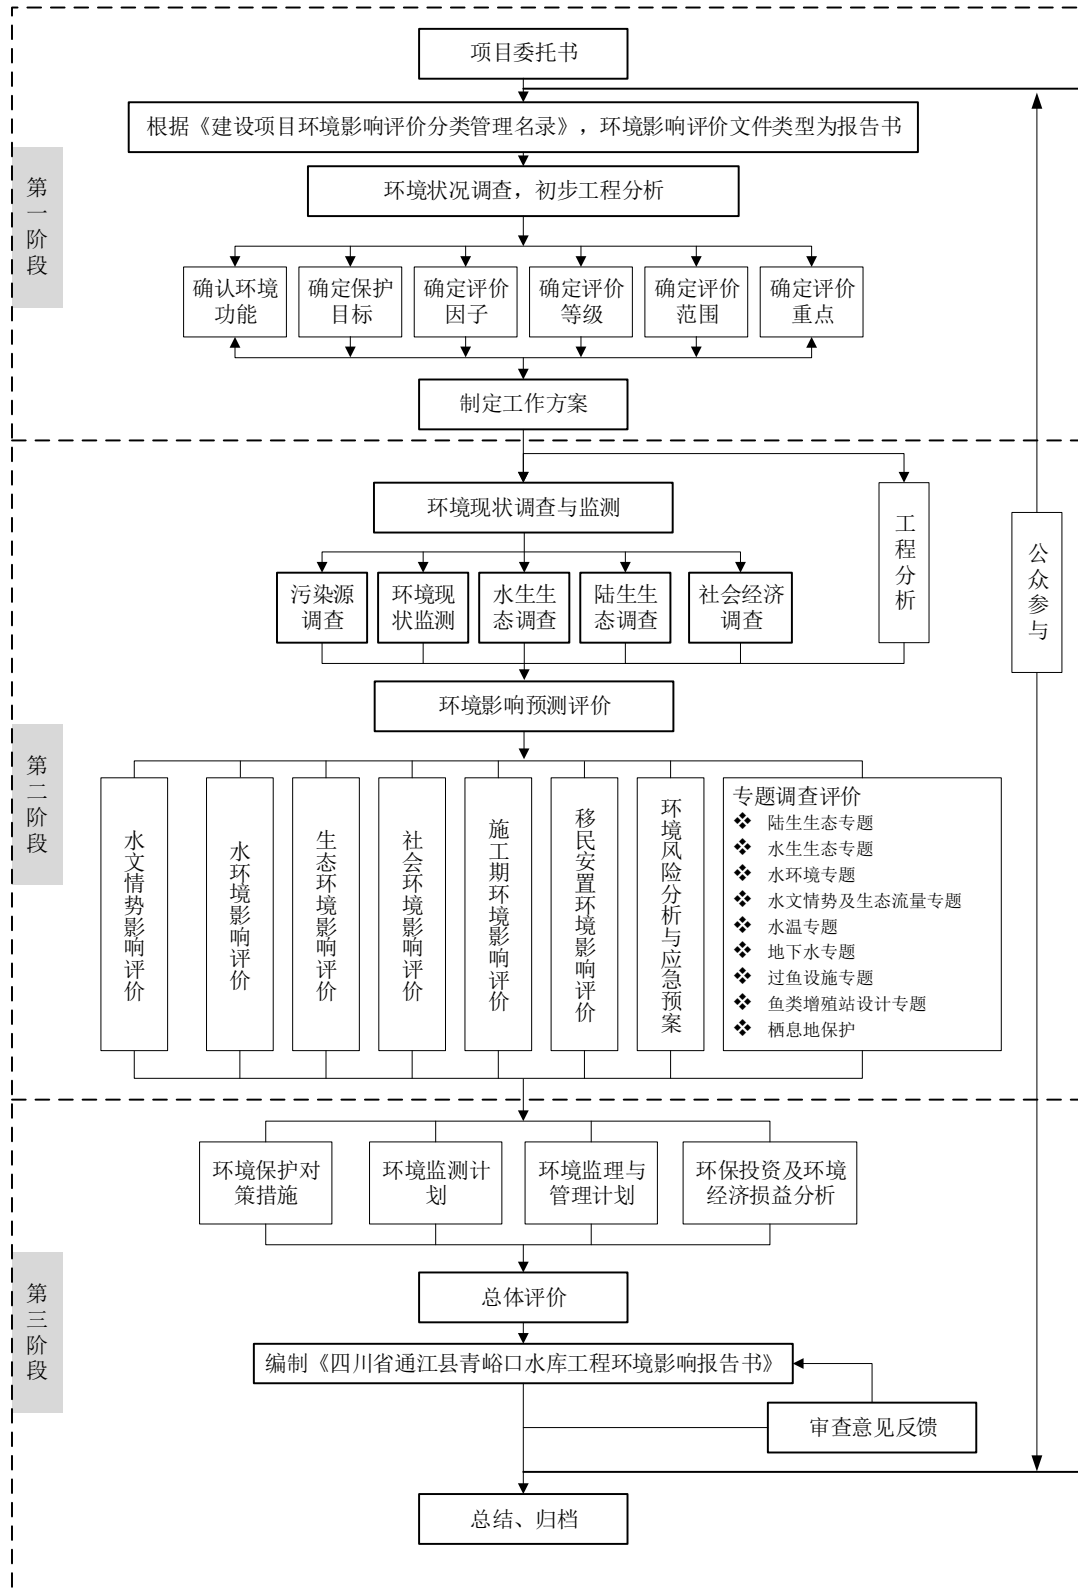 项目委托书
根据《建设项目环境影响评价分类管理名录》，环境影响评价文件类型为报告书
第一阶段
环境状况调查，初步工程分析
确认环境
功能
确定保护
目标
确定评价
因子
确定评价
等级
确定评价
范围
确定评价
重点
制定工作方案
环境现状调查与监测
工程分析
公众参与
污染源
调查
环境现
状监测
水生生
态调查
陆生生
态调查
社会经济
调查
环境影响预测评价
第二阶段
水文情势影响评价
水环境影响评价
生态环境影响评价
社会环境影响评价
施工期环境影响评价
移民安置环境影响评价
环境风险分析与应急预案
专题调查评价
❖ 陆生生态专题
❖ 水生生态专题
❖ 水环境专题
❖ 水文情势及生态流量专题
❖ 水温专题
❖ 地下水专题
❖ 过鱼设施专题
❖ 鱼类增殖站设计专题
❖ 栖息地保护
环境保护对
策措施
环境监测计
划
环境监理与
管理计划
环保投资及环境
经济损益分析
第三阶段
总体评价
编制《四川省通江县青峪口水库工程环境影响报告书》
审查意见反馈
总结、归档